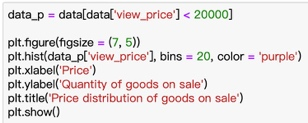 data_p = data[data['view_price'] < 20000]
plt.figure(figsize = (7, 5))
plt.hist(data_p['view_price'], bins = 20, color = 'purple')
plt.xlabel('Price')
plt.ylabel('Quantity of goods on sale')
plt.title('Price distribution of goods on sale')
plt.show()